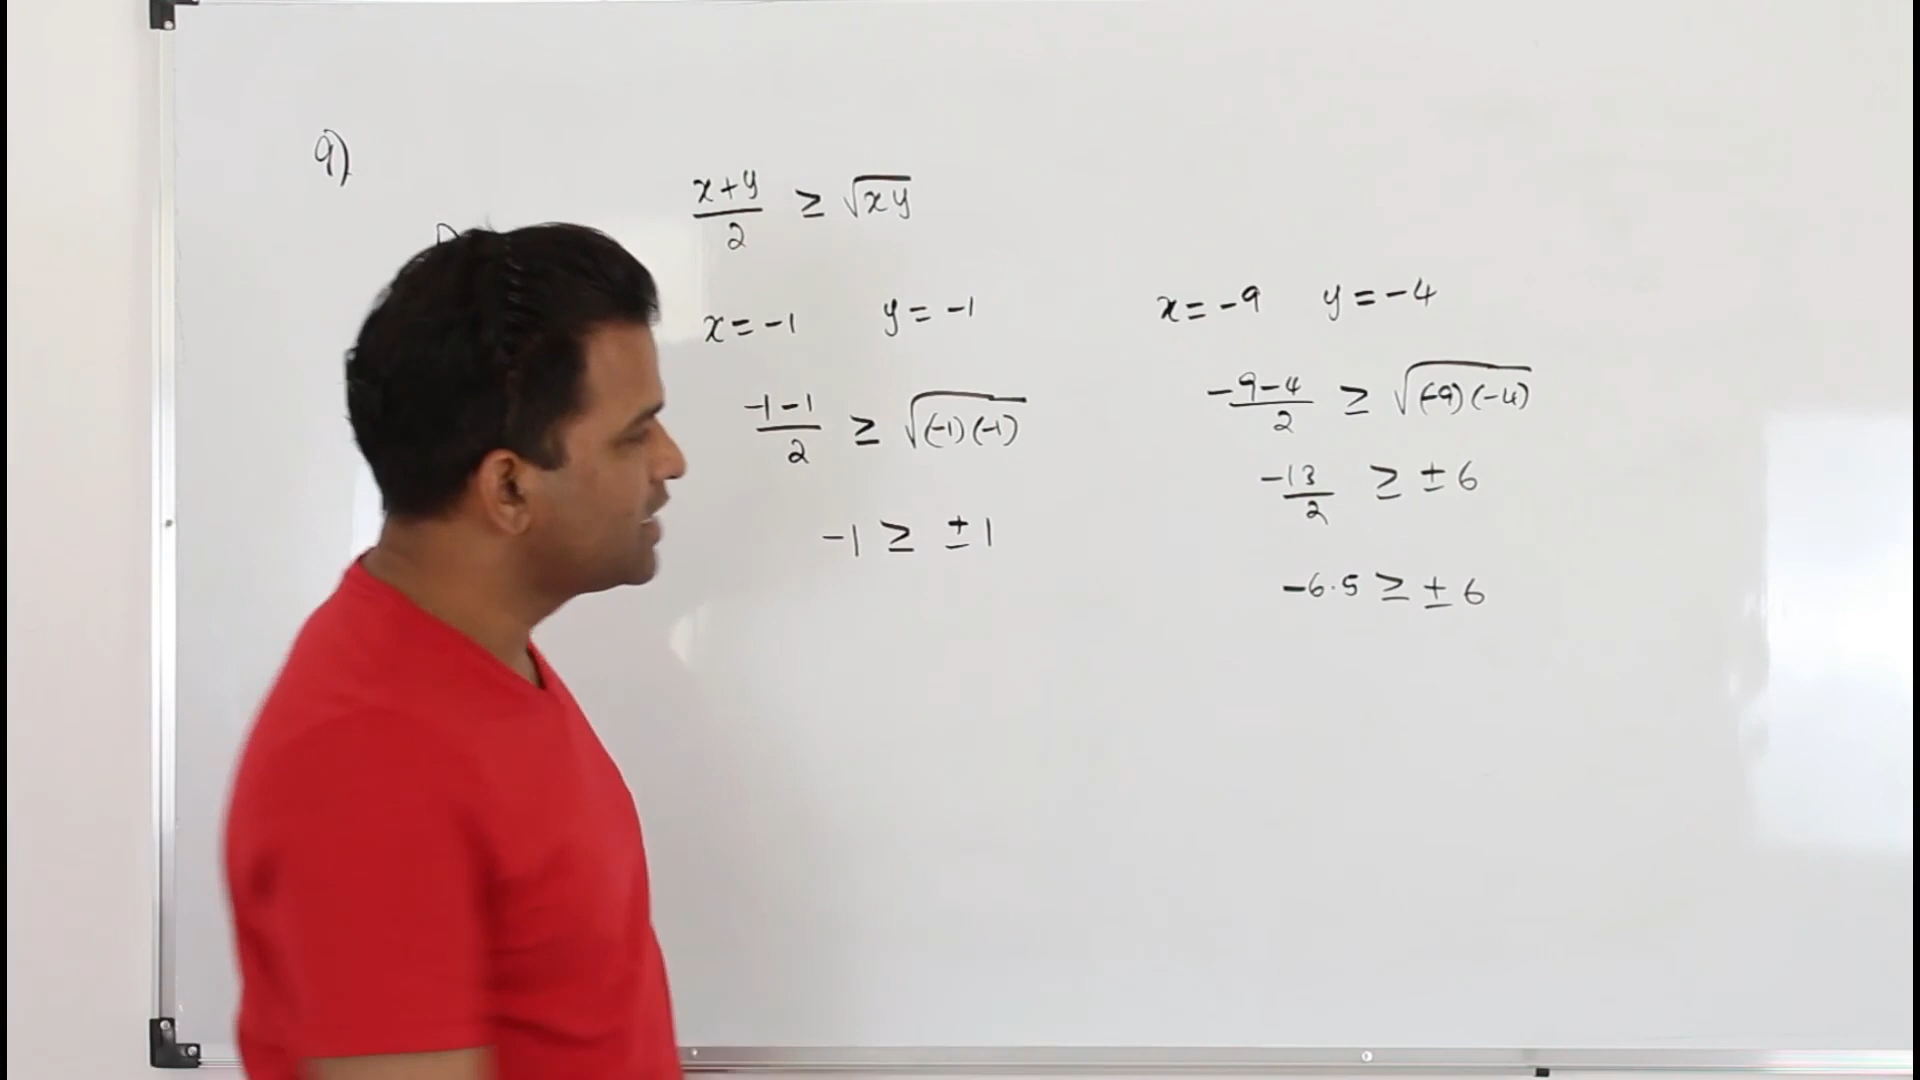 9)
x+y/2 ≥ √xy
x=-1 y=-1
-1-1/2 ≥ √(-1)(-1)
-1 ≥ ±1
x=-9 y=-4
-9-4/2 ≥ √(-9)(-4)
-13/2 ≥ ±6
-6.5 ≥ ±6